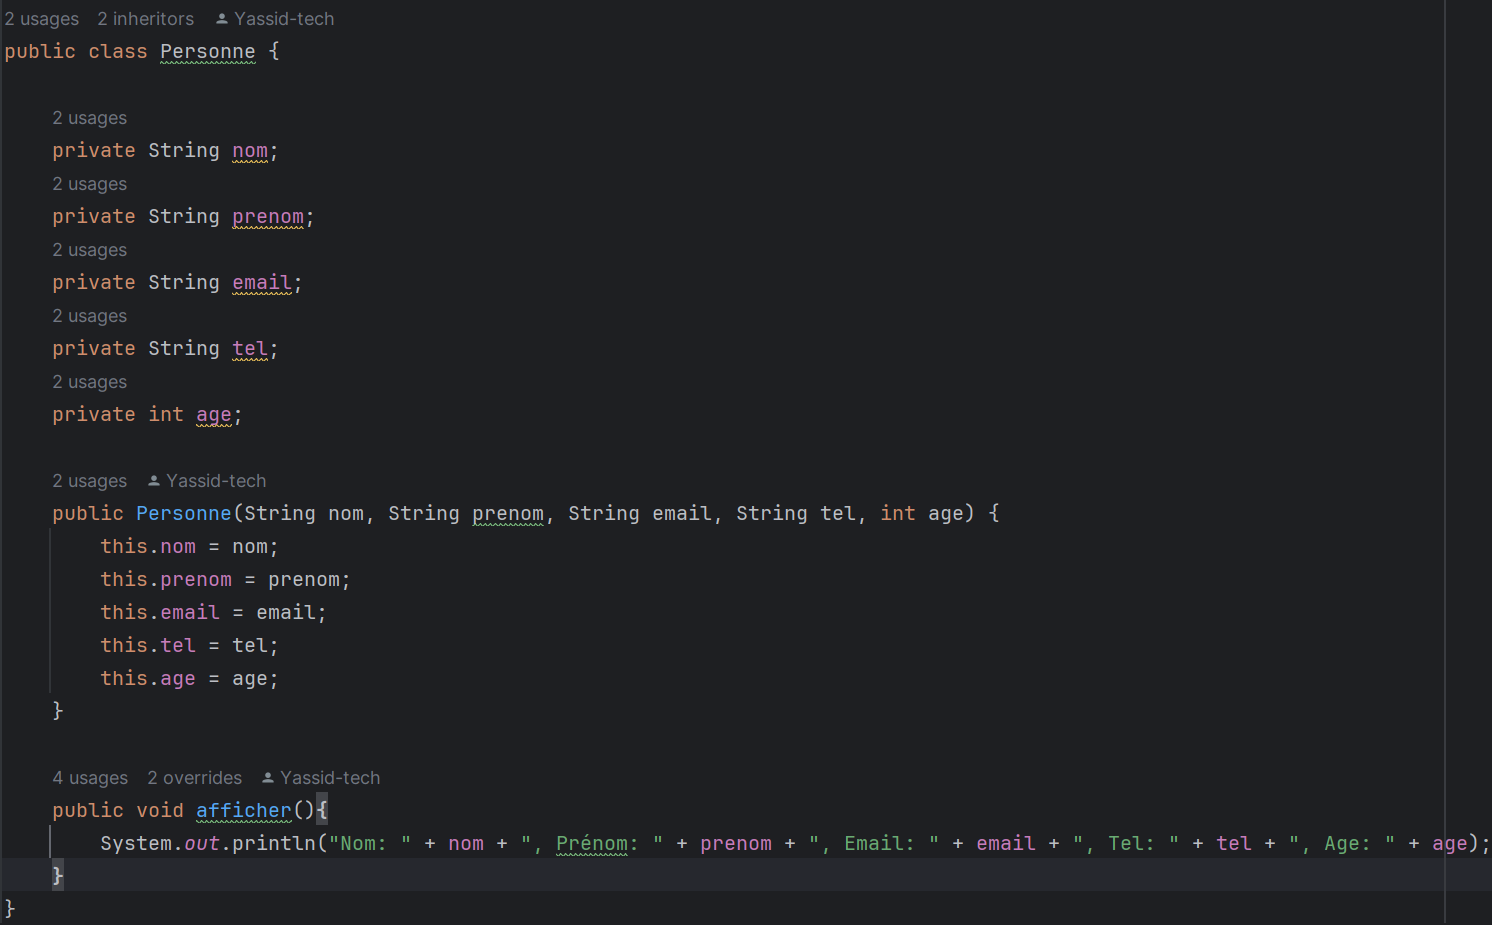 2 usages 2 inheritors Yassid-tech
public class Personne {
2 usages
private String nom;
2 usages
private String prenom;
2 usages
private String email;
2 usages
private String tel;
2 usages
private int age;
2 usages Yassid-tech
public Personne(String nom, String prenom, String email, String tel, int age) {
this.nom = nom;
this.prenom = prenom;
this.email = email;
this.tel = tel;
this.age = age;
}
4 usages 2 overrides Yassid-tech
public void afficher(){
System.out.println("Nom: " + nom + ", Prénom: " + prenom + ", Email: " + email + ", Tel: " + tel + ", Age: " + age);
}
}